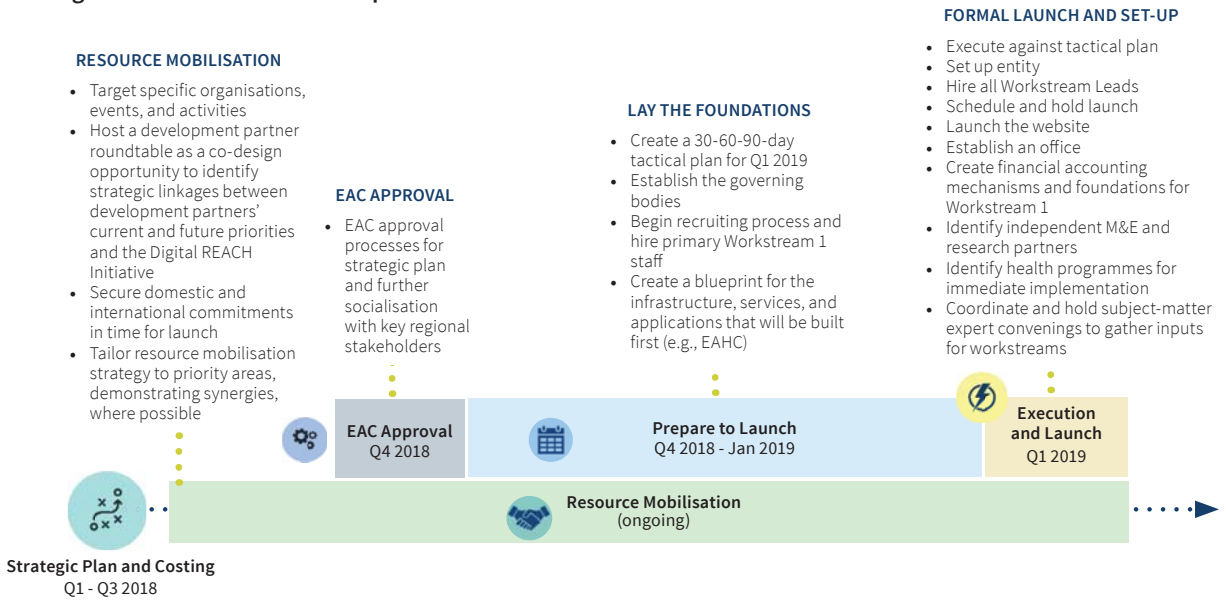 RESOURCE MOBILISATION
• Target specific organisations,
events, and activities
• Host a development partner
roundtable as a co-design
opportunity to identify
strategic linkages between
development partners’
current and future priorities
and the Digital REACH
Initiative
• Secure domestic and
international commitments
in time for launch
• Tailor resource mobilisation
strategy to priority areas,
demonstrating synergies,
where possible
EAC APPROVAL
• EAC approval
processes for
strategic plan
and further
socialisation
with key regional
stakeholders
LAY THE FOUNDATIONS
• Create a 30-60-90-day
tactical plan for Q1 2019
• Establish the governing
bodies
• Begin recruiting process and
hire primary Workstream 1
staff
• Create a blueprint for the
infrastructure, services, and
applications that will be built
first (e.g., EAHC)
FORMAL LAUNCH AND SET-UP
• Execute against tactical plan
• Set up entity
• Hire all Workstream Leads
• Schedule and hold launch
• Launch the website
• Establish an office
• Create financial accounting
mechanisms and foundations for
Workstream 1
• Identify independent M&E and
research partners
• Identify health programmes for
immediate implementation
• Coordinate and hold subject-matter
expert convenings to gather inputs
for workstreams
EAC Approval
Q4 2018
Prepare to Launch
Q4 2018 - Jan 2019
Execution
and Launch
Q1 2019
Resource Mobilisation
(ongoing)
Strategic Plan and Costing
Q1 - Q3 2018